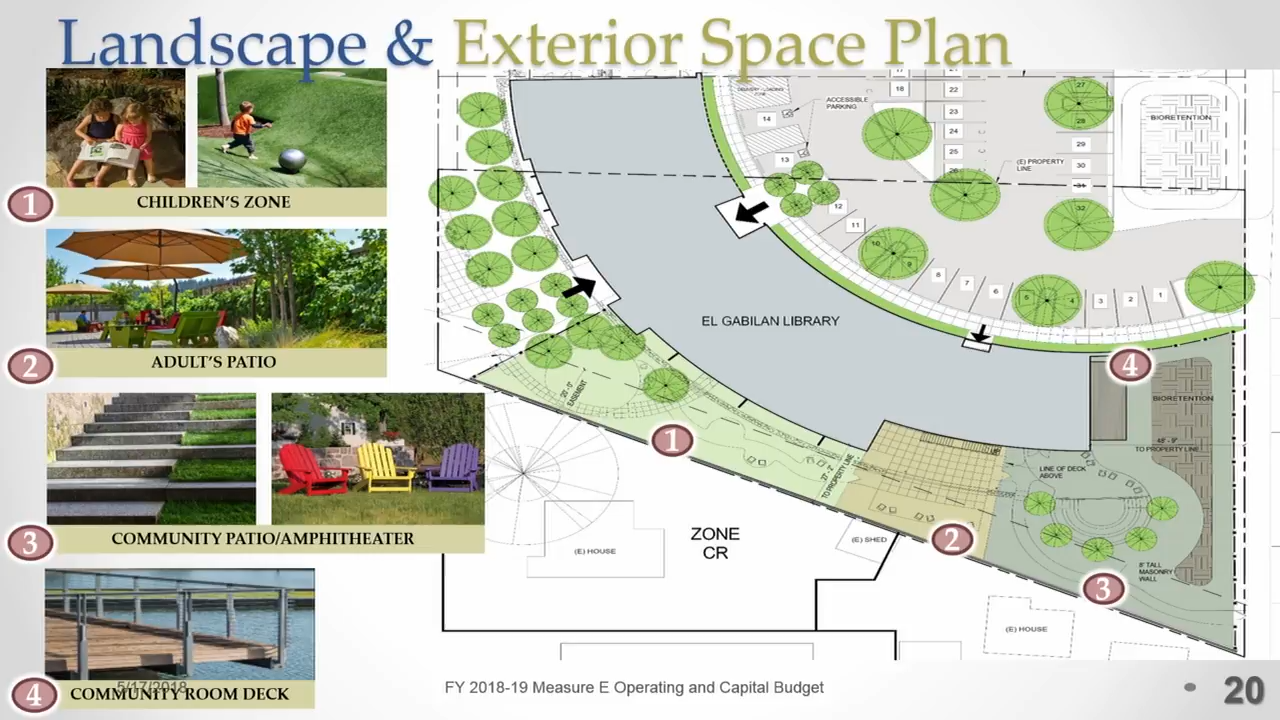 Landscape & Exterior Space Plan
1
CHILDREN'S ZONE
2
ADULT'S PATIO
3
COMMUNITY PATIO/AMPHITHEATER
4
COMMUNITY ROOM DECK
5/17/2018
FY 2018-19 Measure E Operating and Capital Budget
20
18
22
23
24
25
27
28
29
30
31
32
14
13
12
11
10
9
8
7
6
5
4
3
2
1
ACCESSIBLE
PARKING
(E) PROPERTY
LINE
BIORETENTION
EL GABILAN LIBRARY
20'- 0"
EASEMENT
1
TO PROPERTY LINE
2
3
4
BIORETENTION
48' - 9"
TO PROPERTY LINE
LINE OF DECK
ABOVE
8' TALL
MASONRY
WALL
ZONE
CR
(E) HOUSE
(E) SHED
(E) HOUSE